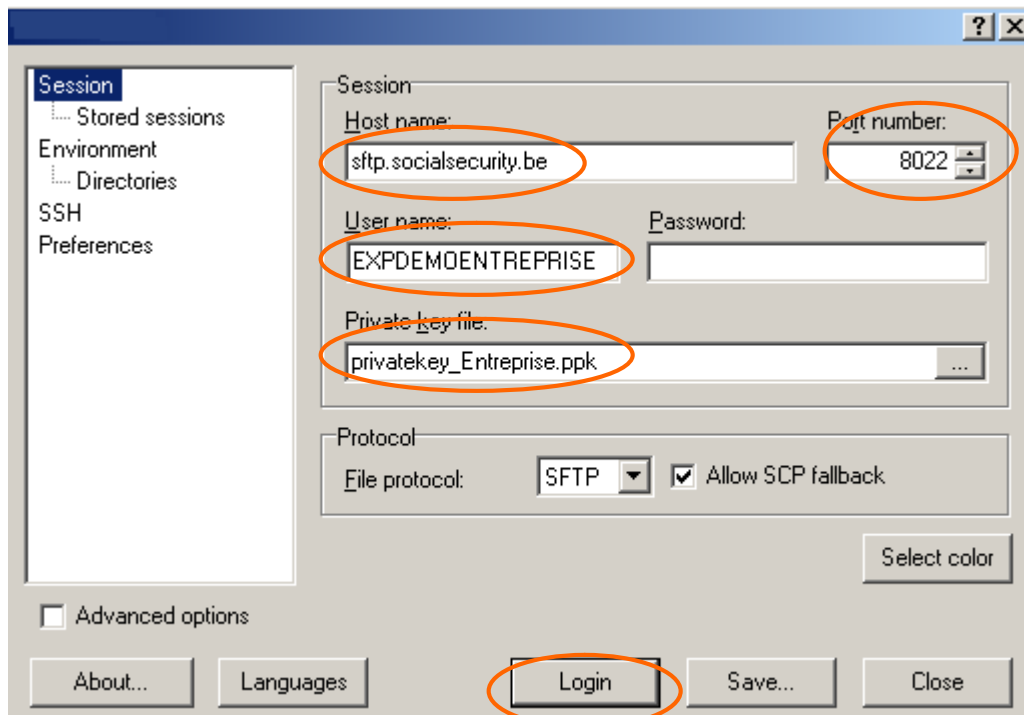 Session
Stored sessions
Environment
Directories
SSH
Preferences
Session
Host name:
Port number:
sftp.socialsecurity.be
8022
User name:
Password:
EXPDEMOENTREPRISE
Private key file:
privatekey_Entreprise.ppk
...
Protocol
File protocol:
SFTP
Allow SCP fallback
Select color
Advanced options
About...
Languages
Login
Save...
Close